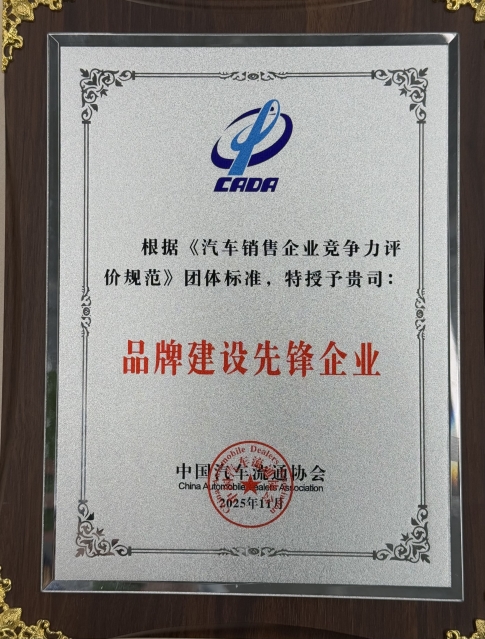 CADA
根据《汽车销售企业竞争力评
价规范》团体标准，特授予贵司：
品牌建设先锋企业
中国汽车流通协会
China Automobile Dealers Association
2025年11月